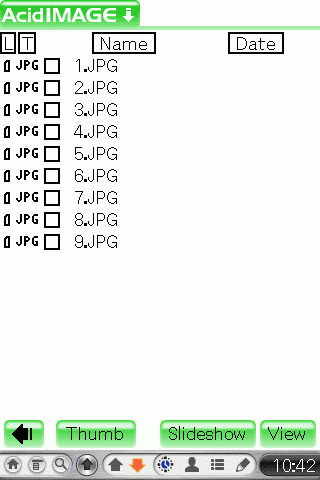 AcidIMAGE
L T Name Date
JPG 1.JPG
JPG 2.JPG
JPG 3.JPG
JPG 4.JPG
JPG 5.JPG
JPG 6.JPG
JPG 7.JPG
JPG 8.JPG
JPG 9.JPG
Thumb Slideshow View
10:42